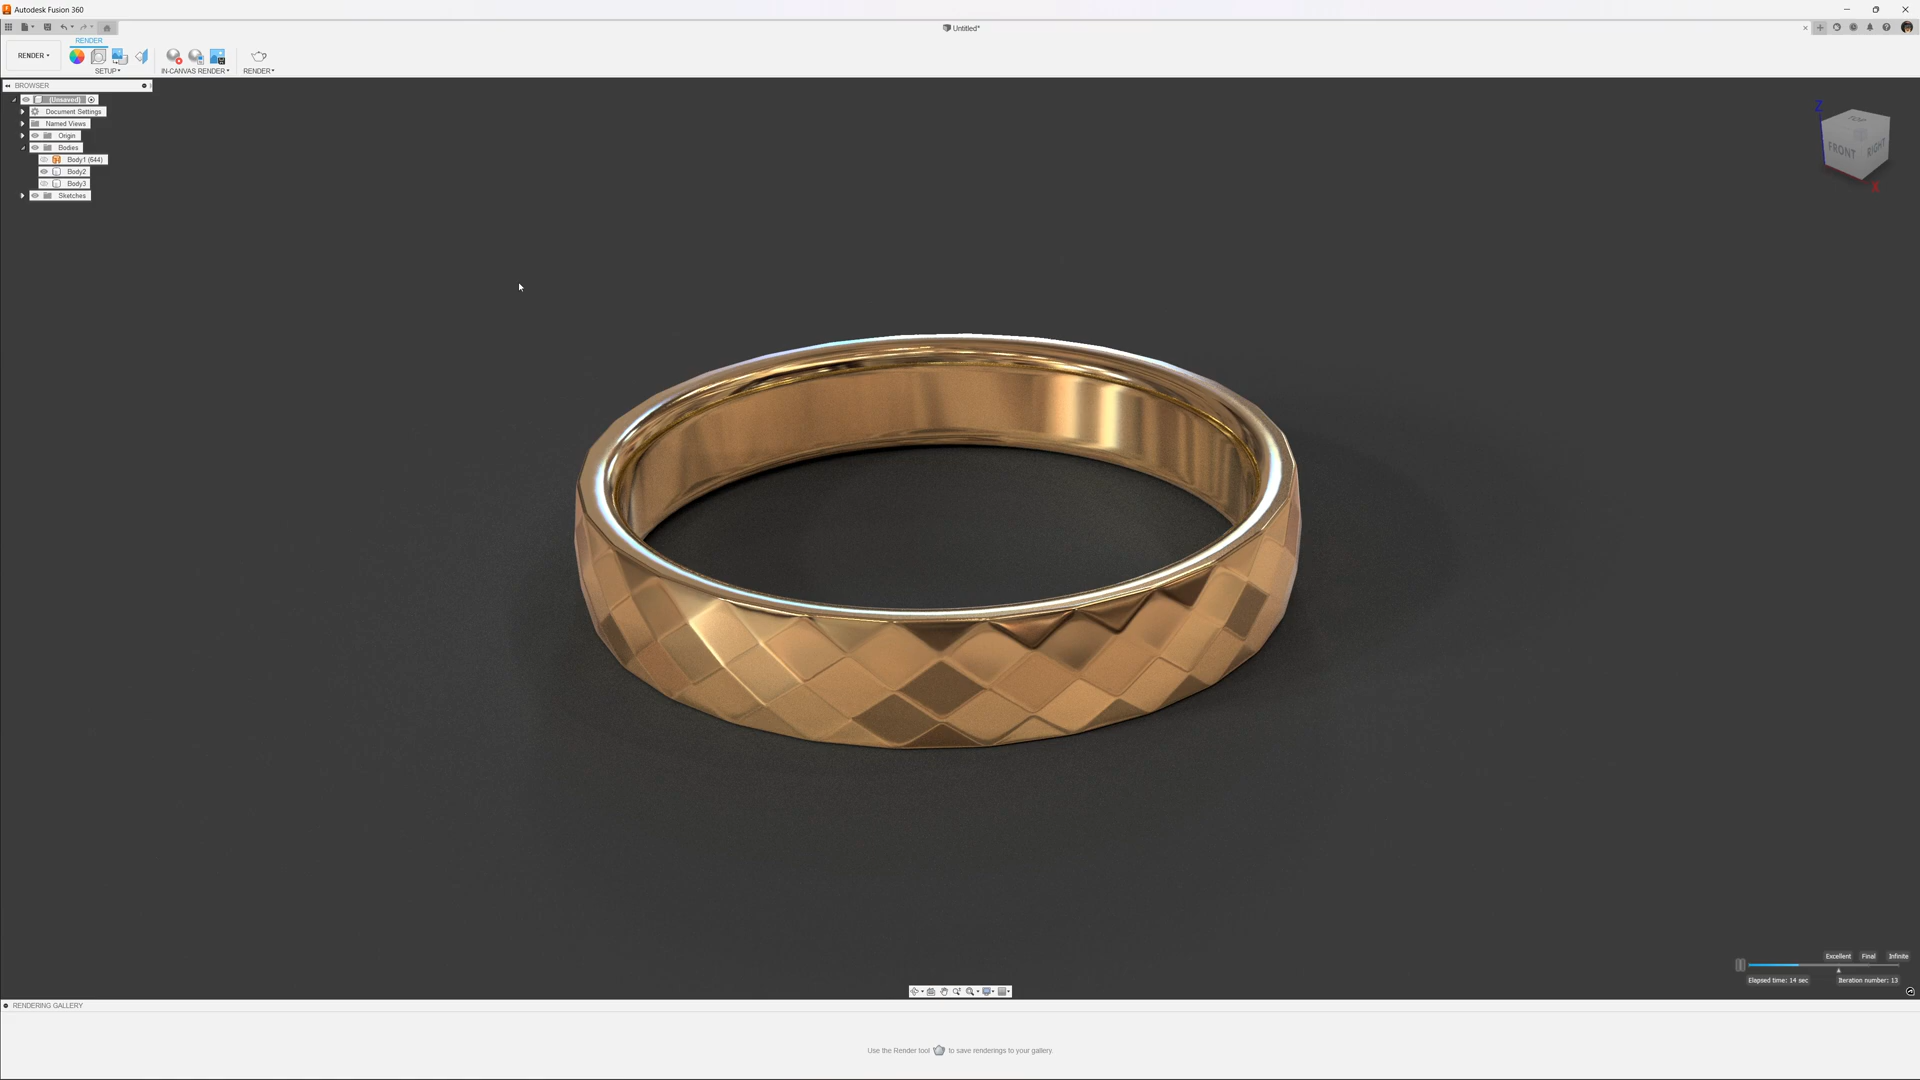 Autodesk Fusion 360
Untitled*
RENDER
RENDER
SETUP
IN-CANVAS RENDER
RENDER
BROWSER
(Unsaved)
Document Settings
Named Views
Origin
Bodies
Body1 (644)
Body2
Body3
Sketches
Z
TOP
FRONT
RIGHT
X
Excellent
Final
Infinite
Elapsed time: 14 sec
Iteration number: 13
RENDERING GALLERY
Use the Render tool to save renderings to your gallery.